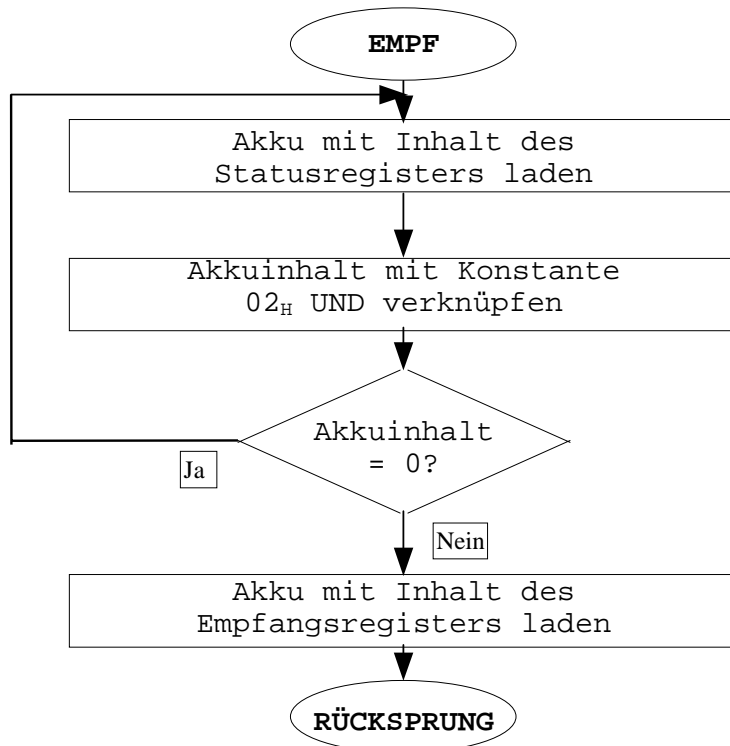 EMPF
Akku mit Inhalt des
Statusregisters laden
Akkuinhalt mit Konstante
02H UND verknüpfen
Akkuinhalt
= 0?
Ja
Nein
Akku mit Inhalt des
Empfangsregisters laden
RÜCKSPRUNG